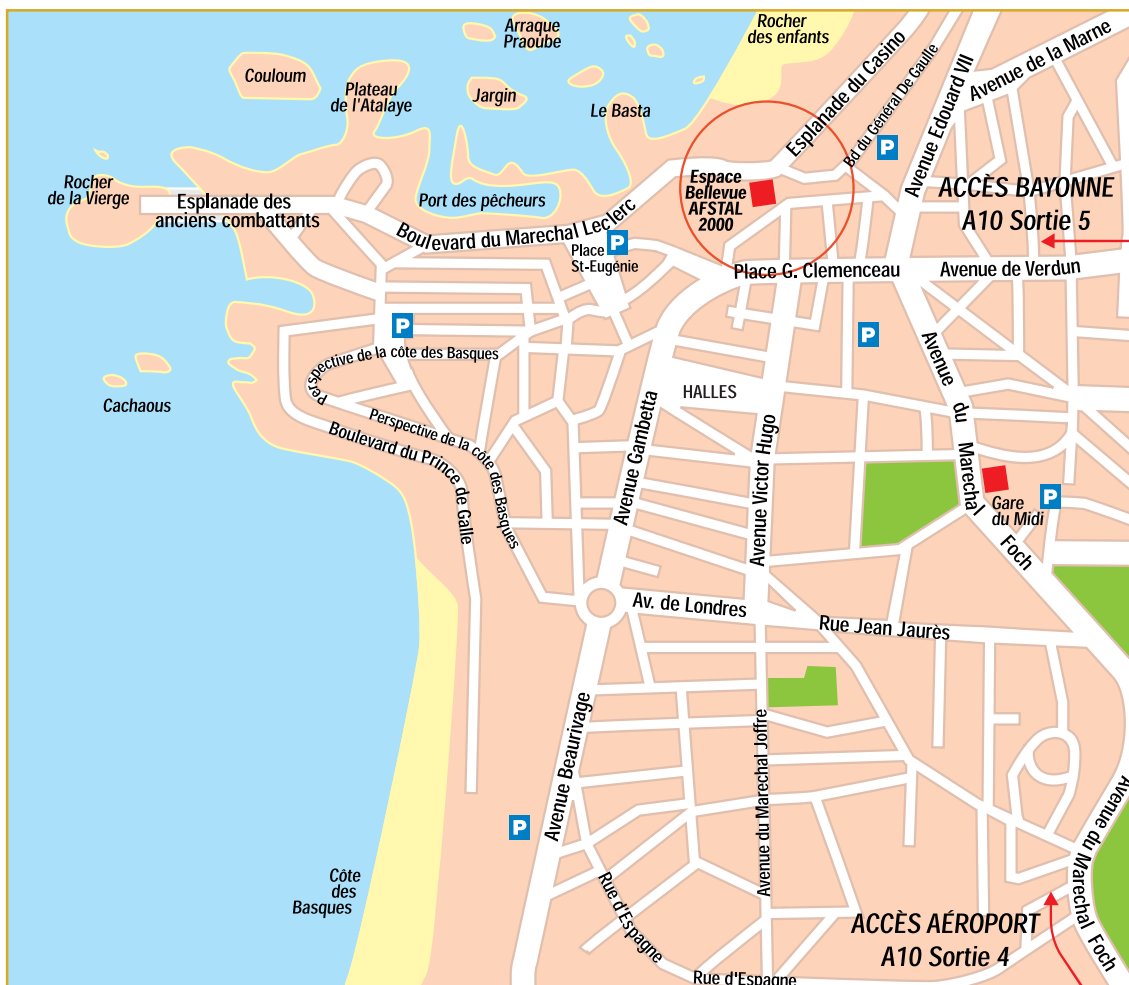 Arraque
Praoube
Rocher
des enfants
Couloum
Plateau
de l'Atalaye
Jargin
Le Basta
Esplanade du Casino
Bd du Général De Gaulle
Avenue Edouard VII
Avenue de la Marne
P
Rocher
de la Vierge
Esplanade des
anciens combattants
Port des pêcheurs
Boulevard du Marechal Leclerc
Espace
Bellevue
AFSTAL
2000
ACCÈS BAYONNE
A10 Sortie 5
P
Place
St-Eugénie
Place G. Clemenceau
Avenue de Verdun
P
P
Perspective de la côte des Basques
Cachaous
Perspective de la côte des Basques
Boulevard du Prince de Galle
HALLES
Avenue Gambetta
Avenue Victor Hugo
Avenue du Marechal Foch
Gare
du Midi
P
Av. de Londres
Rue Jean Jaurès
Avenue Beaurivage
Avenue du Marechal Joffre
P
Côte
des
Basques
Rue d'Espagne
Rue d'Espagne
ACCÈS AÉROPORT
A10 Sortie 4
Avenue du Marechal Foch